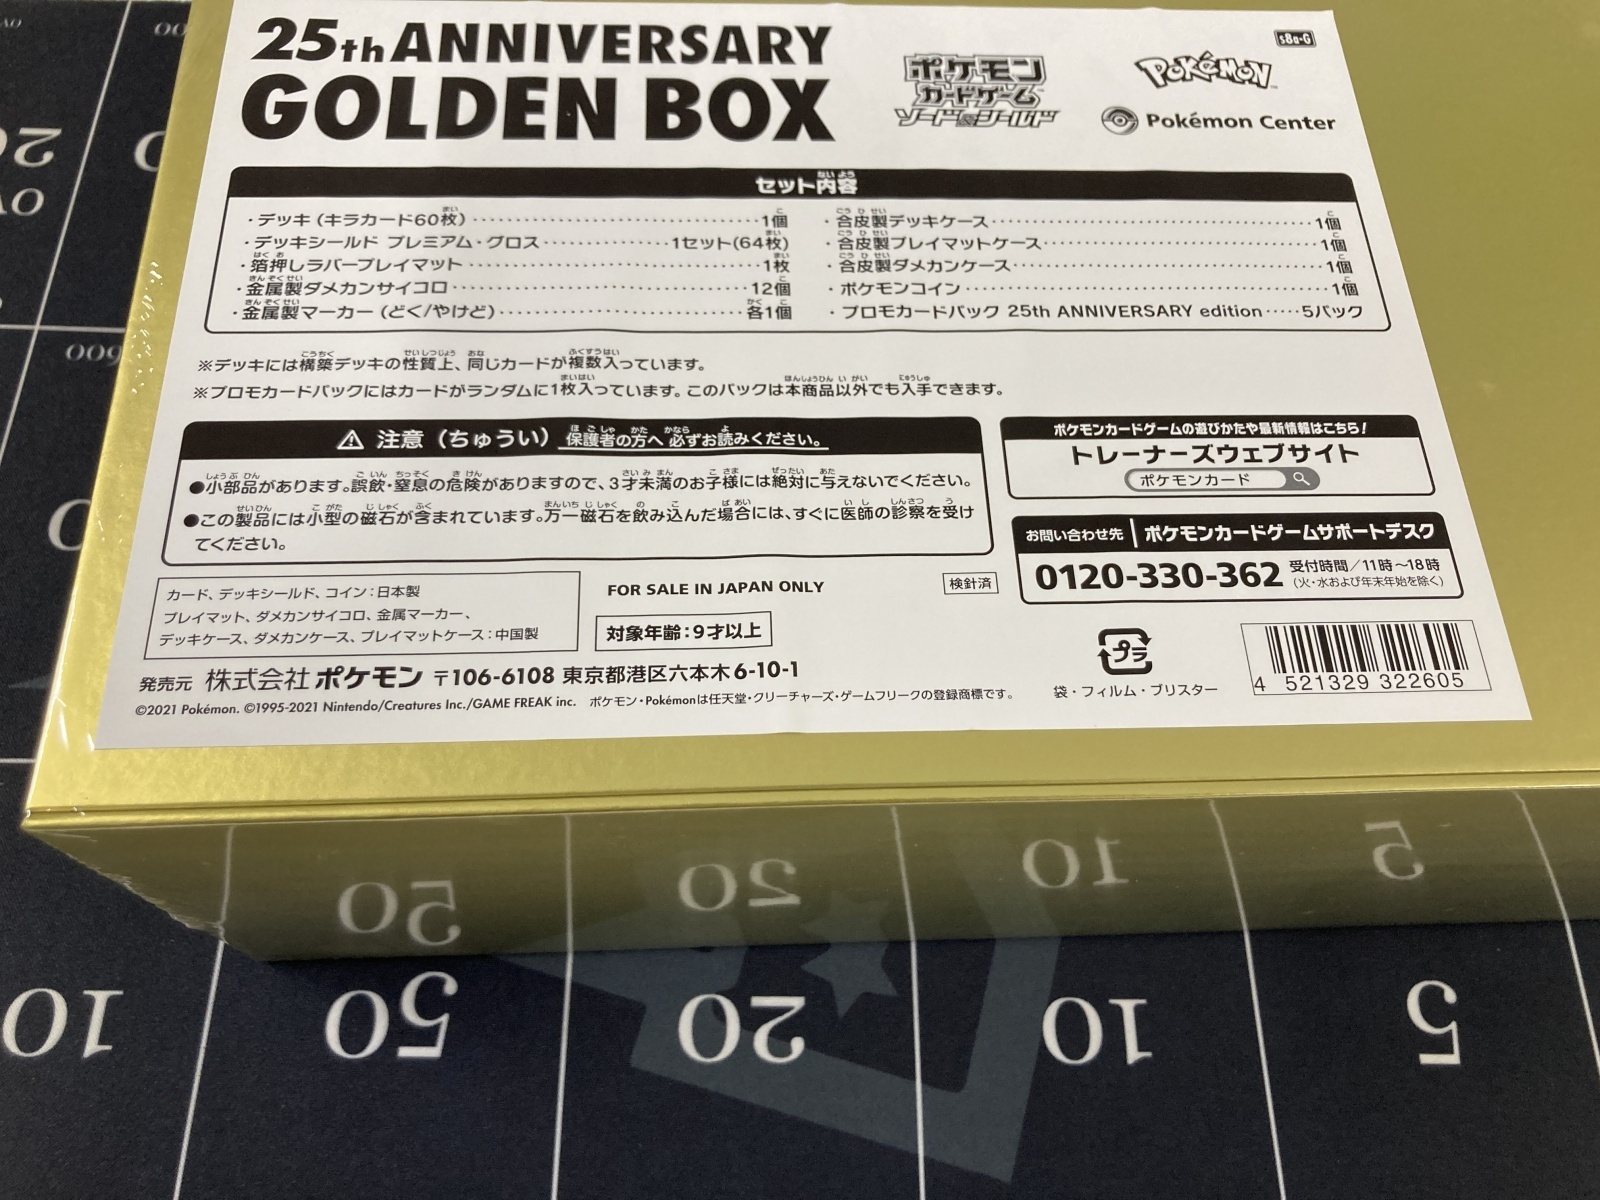 25th ANNIVERSARY
GOLDEN BOX
ポケモン
カードゲーム
ソード&シールド
s8a-G
Pokémon
Pokémon Center
セット内容
・デッキ(キラカード60枚)……1個
・デッキシールド プレミアム・グロス……1セット(64枚)
・箔押しラバープレイマット……1枚
・金属製ダメカンサイコロ……12個
・金属製マーカー(どく/やけど)……各1個
・合皮製デッキケース……1個
・合皮製プレイマットケース……1個
・合皮製ダメカンケース……1個
・ポケモンコイン……1個
・プロモカードパック 25th ANNIVERSARY edition……5パック
※デッキには構築デッキの性質上、同じカードが複数入っています。
※プロモカードパックにはカードがランダムに1枚入っています。このパックは本商品以外でも入手できます。
⚠ 注意(ちゅうい) 保護者の方へ 必ずお読みください。
●小部品があります。誤飲・窒息の危険がありますので、3才未満のお子様には絶対に与えないでください。
●この製品には小型の磁石が含まれています。万一磁石を飲み込んだ場合には、すぐに医師の診察を受け
てください。
ポケモンカードゲームの遊びかたや最新情報はこちら!
トレーナーズウェブサイト
ポケモンカード
お問い合わせ先 ポケモンカードゲームサポートデスク
0120-330-362 受付時間/11時~18時
(火・水および年末年始を除く)
カード、デッキシールド、コイン:日本製
プレイマット、ダメカンサイコロ、金属マーカー、
デッキケース、ダメカンケース、プレイマットケース:中国製
FOR SALE IN JAPAN ONLY
検針済
対象年齢:9才以上
発売元 株式会社ポケモン 〒106-6108 東京都港区六本木6-10-1
©2021 Pokémon. ©1995-2021 Nintendo/Creatures Inc./GAME FREAK inc. ポケモン・Pokémonは任天堂・クリーチャーズ・ゲームフリークの登録商標です。
プラ
袋・フィルム・ブリスター
4 521329 322605
50
20
10
5
10
50
20
10
5